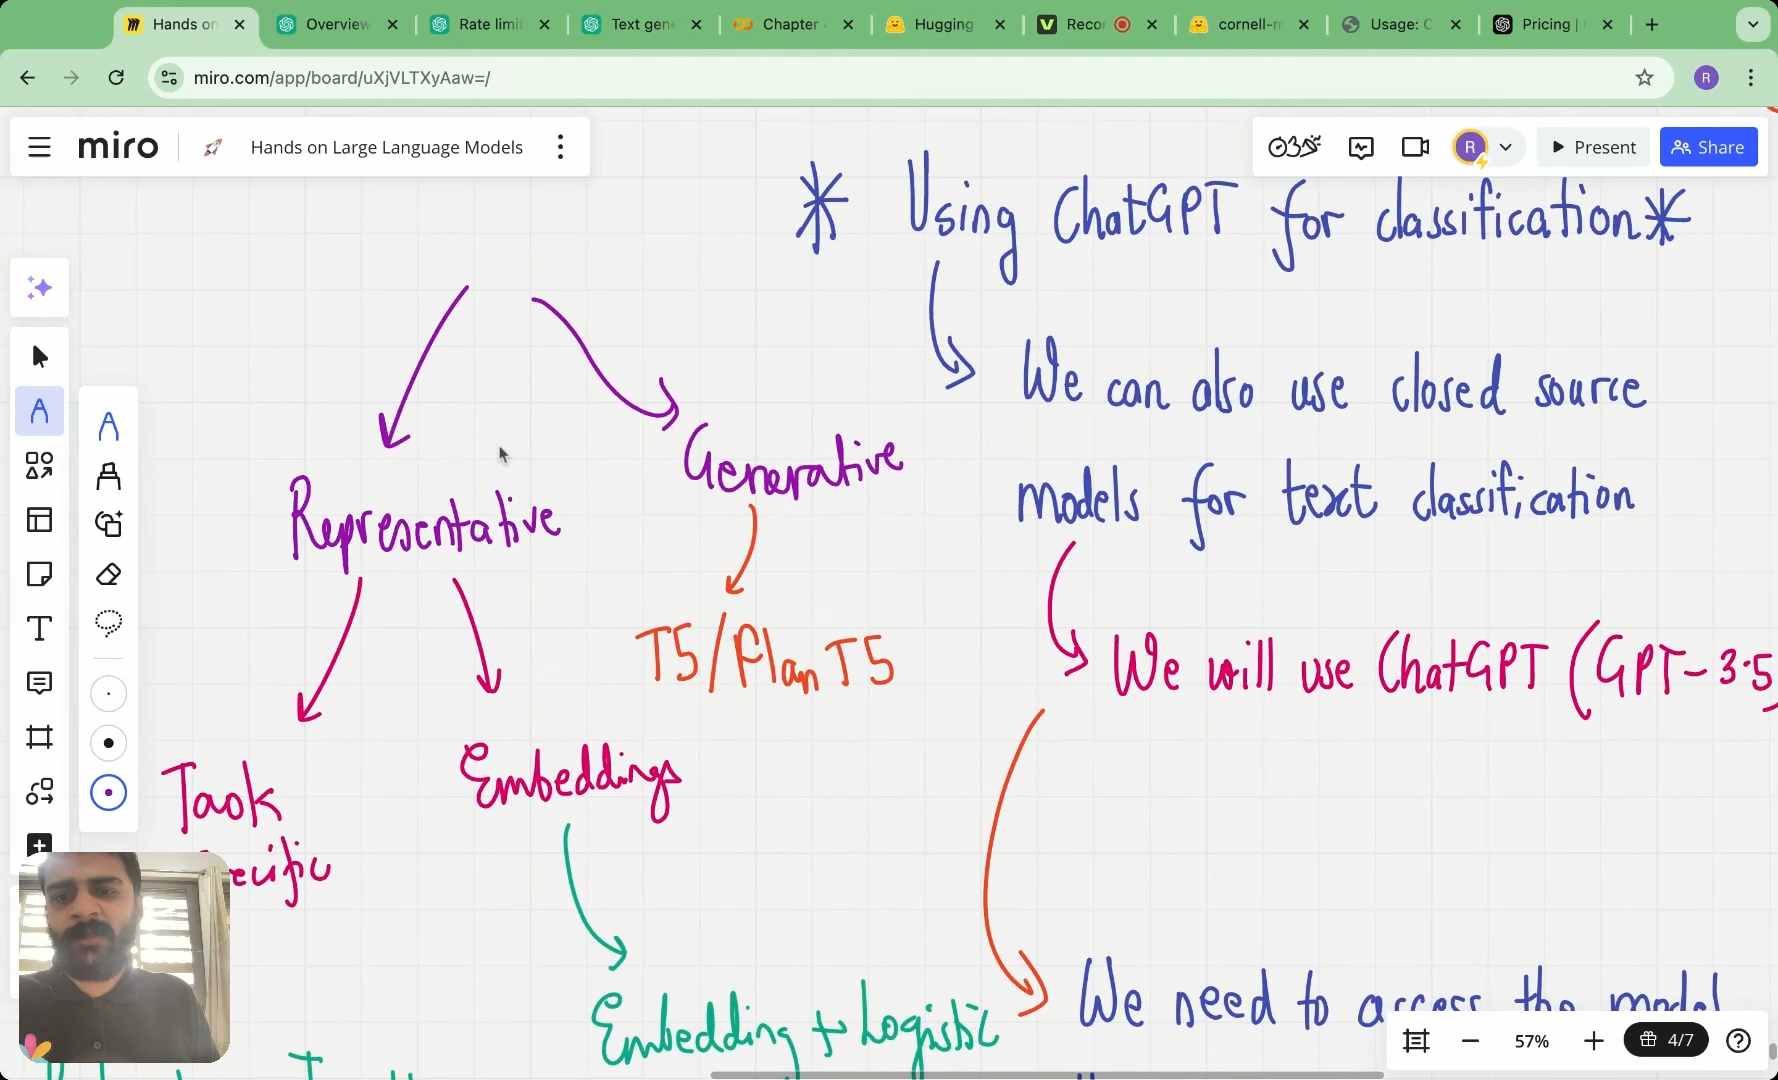 Hands on
Overview
Rate limit
Text gen
Chapter
Hugging
Reco
cornell-m
Usage: C
Pricing |
miro.com/app/board/uXjVLTXyAaw=/
R
miro
Hands on Large Language Models
R
Present
Share
* Using ChatGPT for classification *
We can also use closed source
models for text classification
We will use ChatGPT (GPT-3.5)
We need to access the model
Representative
Generative
T5/Flan T5
Task
ecific
Embeddings
Embedding + Logistic
57%
4/7